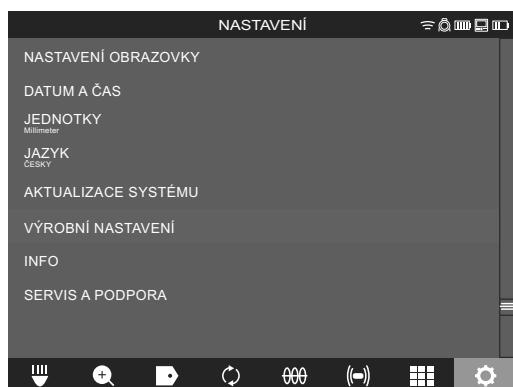 NASTAVENÍ
NASTAVENÍ OBRAZOVKY
DATUM A ČAS
JEDNOTKY
Millimeter
JAZYK
ČESKY
AKTUALIZACE SYSTÉMU
VÝROBNÍ NASTAVENÍ
INFO
SERVIS A PODPORA